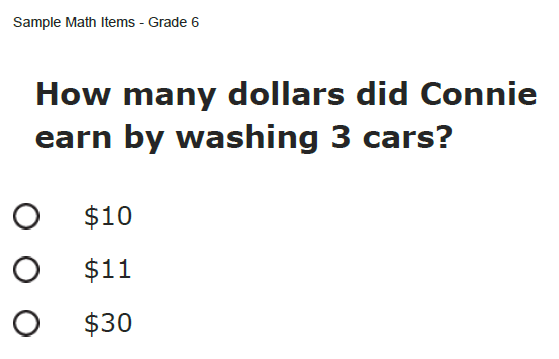 Sample Math Items - Grade 6
How many dollars did Connie
earn by washing 3 cars?
$10
$11
$30